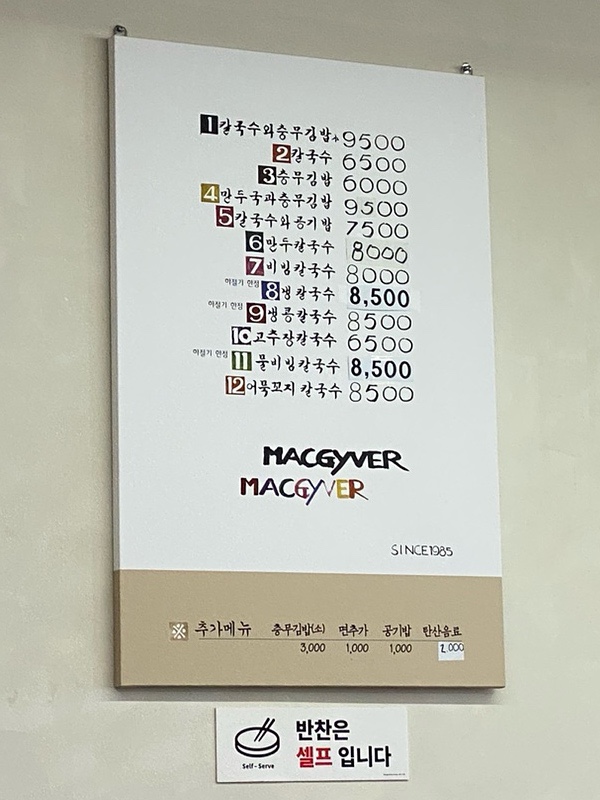 1 칼국수와충무김밥 9500
2 칼국수 6500
3 충무김밥 6000
4 만두국과충무김밥 9500
5 칼국수와공기밥 7500
6 만두칼국수 8000
7 비빔칼국수 8000
하절기 한정 8 냉칼국수 8,500
하절기 한정 9 냉콩칼국수 8500
10 고추장칼국수 6500
하절기 한정 11 물비빔칼국수 8,500
12 어묵꼬지 칼국수 8500
MACGYVER
MACGYVER
SINCE1985
※ 추가메뉴 충무김밥(소) 면추가 공기밥 탄산음료
3,000 1,000 1,000 2,000
반찬은
셀프 입니다
Self-Serve